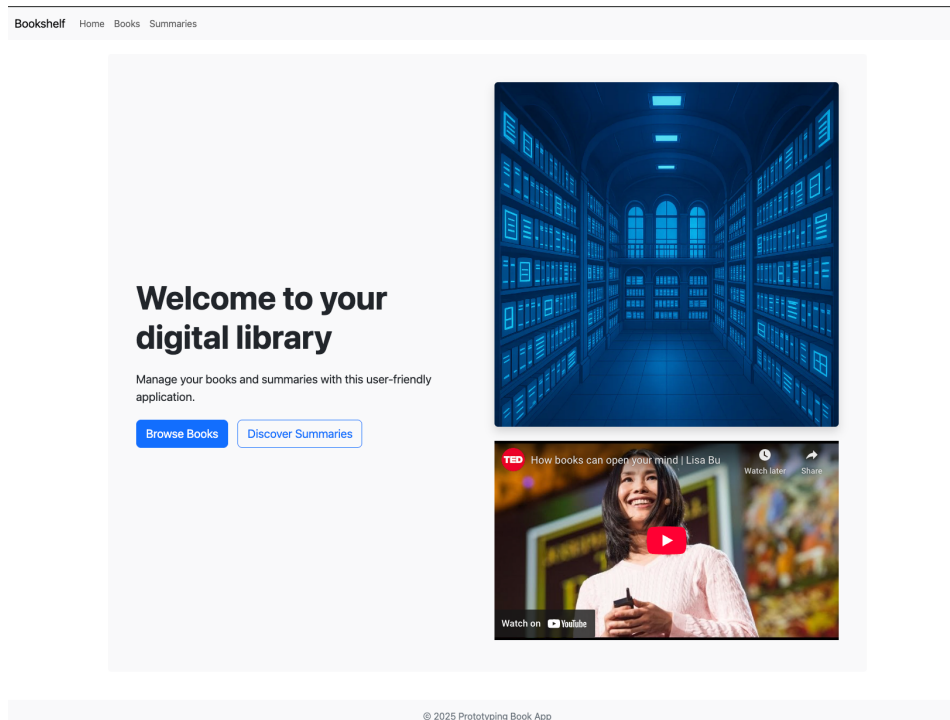 Bookshelf Home Books Summaries
Welcome to your
digital library
Manage your books and summaries with this user-friendly
application.
Browse Books Discover Summaries
TED How books can open your mind | Lisa Bu
Watch later Share
Watch on YouTube
© 2025 Prototyping Book App